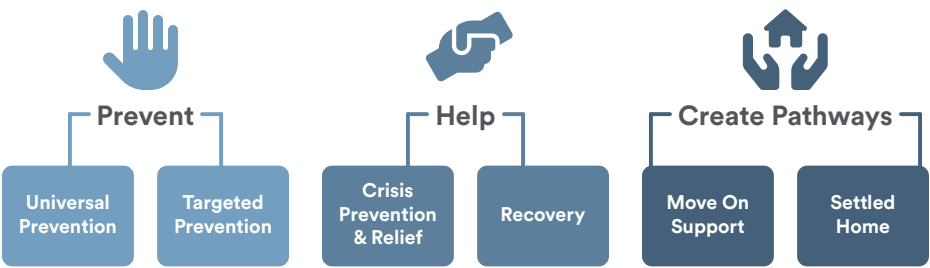 Prevent
Help
Create Pathways
Universal
Prevention
Targeted
Prevention
Crisis
Prevention
& Relief
Recovery
Move On
Support
Settled
Home